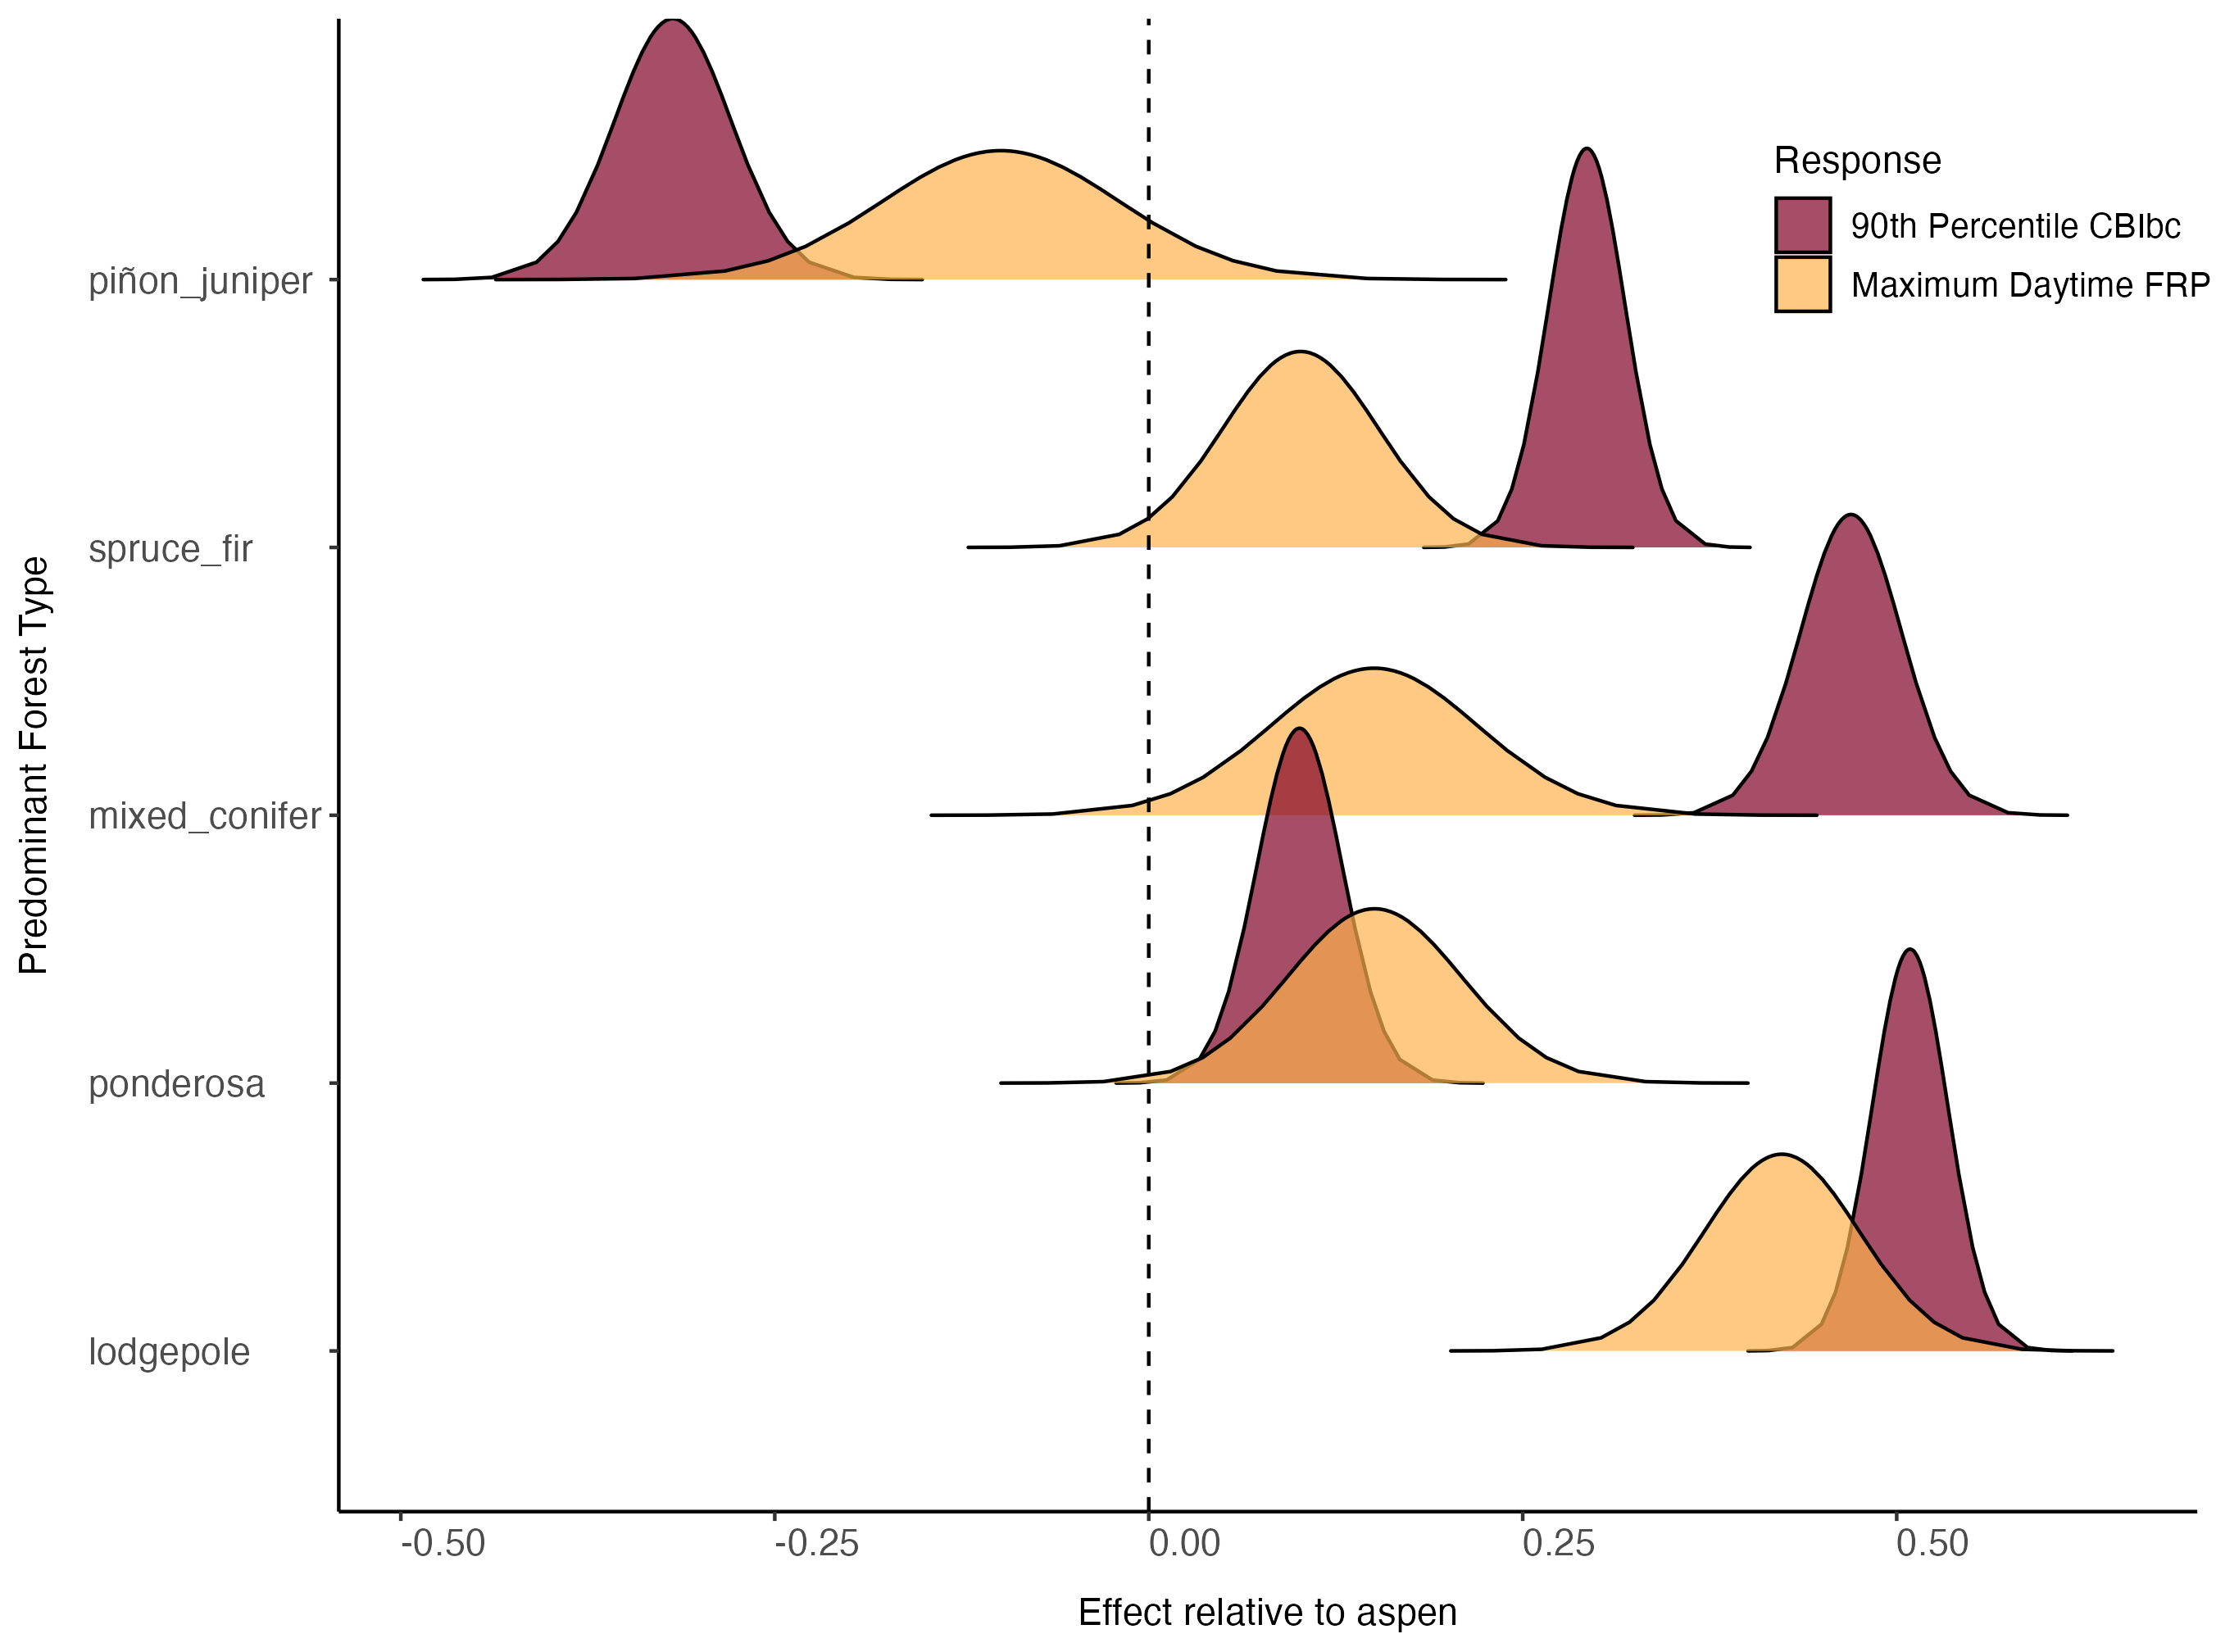 Response
90th Percentile CBIbc
Maximum Daytime FRP
Predominant Forest Type
piñon_juniper
spruce_fir
mixed_conifer
ponderosa
lodgepole
-0.50 -0.25 0.00 0.25 0.50
Effect relative to aspen